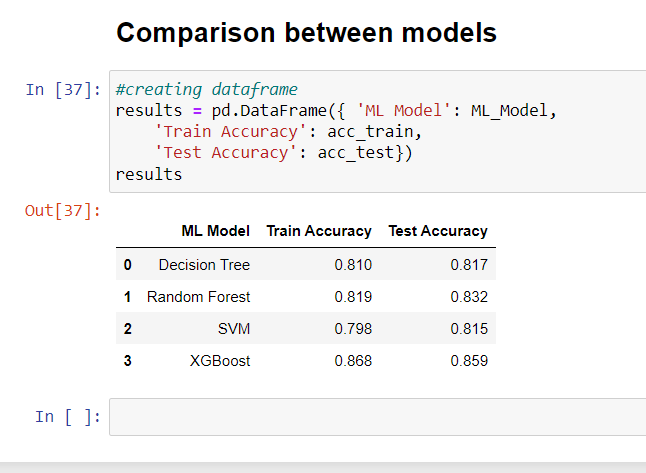 Comparison between models
In [37]: #creating dataframe
results = pd.DataFrame({ 'ML Model': ML_Model,
    'Train Accuracy': acc_train,
    'Test Accuracy': acc_test})
results
Out[37]:
ML Model Train Accuracy Test Accuracy
0 Decision Tree 0.810 0.817
1 Random Forest 0.819 0.832
2 SVM 0.798 0.815
3 XGBoost 0.868 0.859
In [ ]: